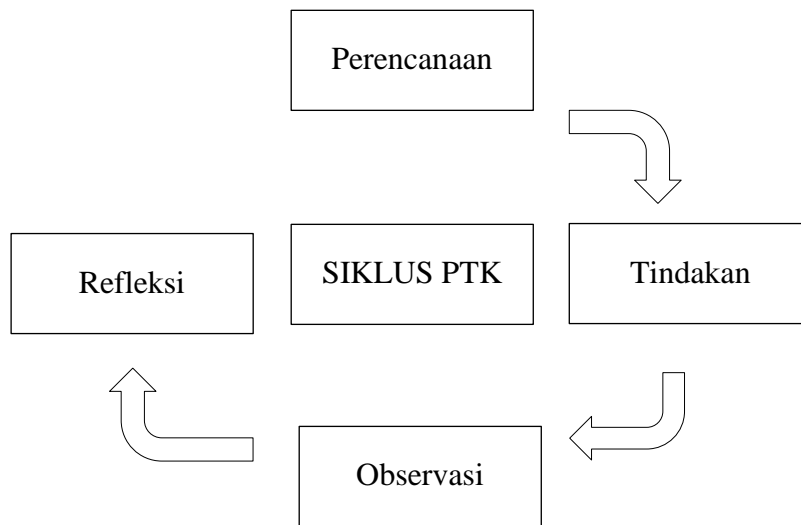 Perencanaan
Refleksi
SIKLUS PTK
Tindakan
Observasi